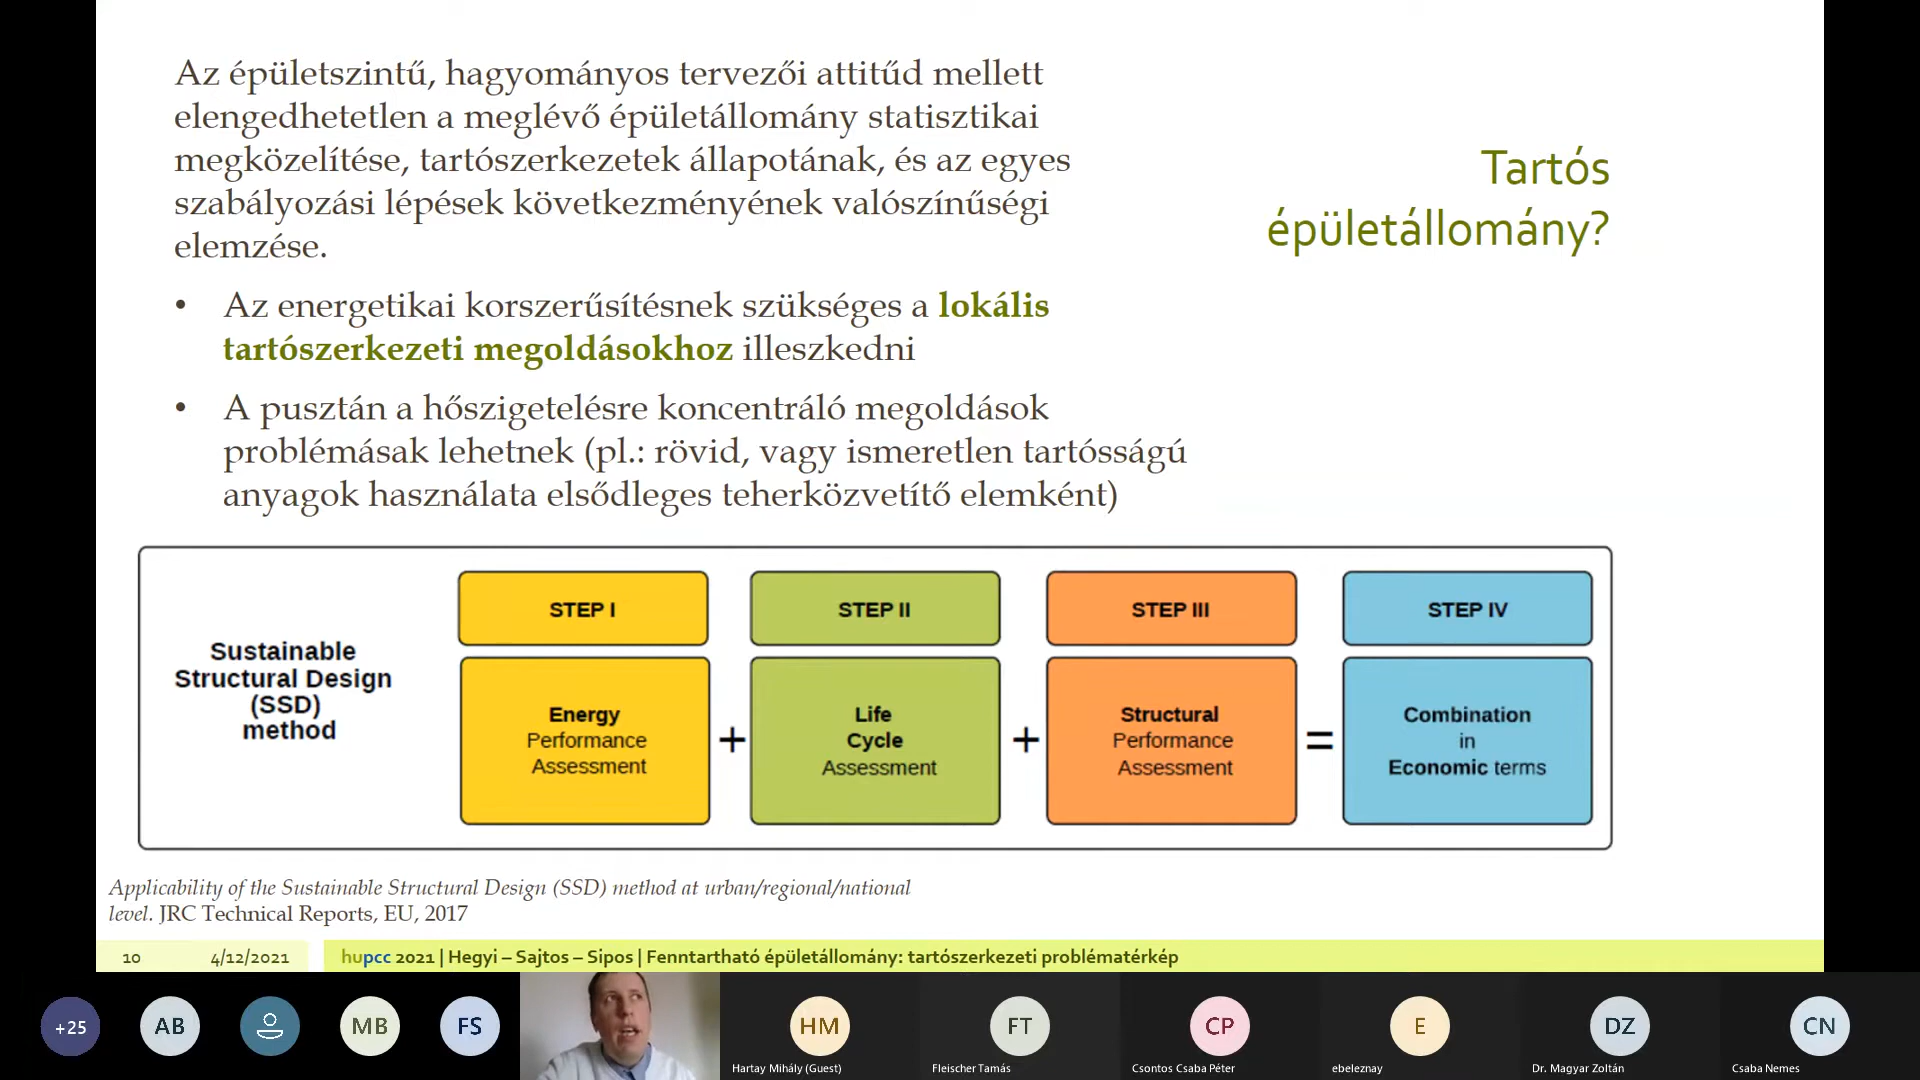 Az épületszintű, hagyományos tervezői attitűd mellett
elengedhetetlen a meglévő épületállomány statisztikai
megközelítése, tartószerkezetek állapotának, és az egyes
szabályozási lépések következményének valószínűségi
elemzése.
Tartós
épületállomány?
• Az energetikai korszerűsítésnek szükséges a lokális
tartószerkezeti megoldásokhoz illeszkedni
• A pusztán a hőszigetelésre koncentráló megoldások
problémásak lehetnek (pl.: rövid, vagy ismeretlen tartósságú
anyagok használata elsődleges teherközvetítő elemként)
Sustainable
Structural Design
(SSD)
method
STEP I
Energy
Performance
Assessment
+
STEP II
Life
Cycle
Assessment
+
STEP III
Structural
Performance
Assessment
=
STEP IV
Combination
in
Economic terms
Applicability of the Sustainable Structural Design (SSD) method at urban/regional/national
level. JRC Technical Reports, EU, 2017
10 4/12/2021 hupcc 2021 | Hegyi – Sajtos – Sipos | Fenntartható épületállomány: tartószerkezeti problématérkép
+25
AB
MB
FS
HM
Hartay Mihály (Guest)
FT
Fleischer Tamás
CP
Csontos Csaba Péter
E
ebeleznay
DZ
Dr. Magyar Zoltán
CN
Csaba Nemes